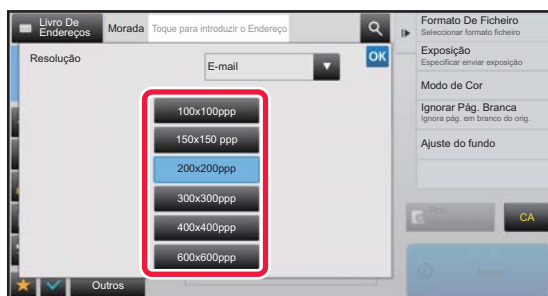 Livro De
Endereços
Morada
Toque para introduzir o Endereço
Resolução
E-mail
OK
100x100ppp
150x150 ppp
200x200ppp
300x300ppp
400x400ppp
600x600ppp
Outros
Formato De Ficheiro
Seleccionar formato ficheiro
Exposição
Especificar enviar exposição
Modo de Cor
Ignorar Pág. Branca
Ignora pág. em branco do orig.
Ajuste do fundo
Pré-
CA
Iniciar